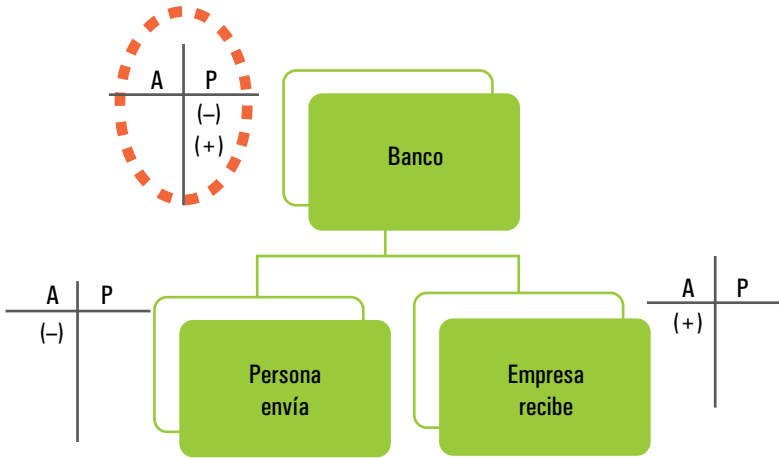 A P
(–)
(+)
Banco
A P
(–)
Persona
envía
Empresa
recibe
A P
(+)